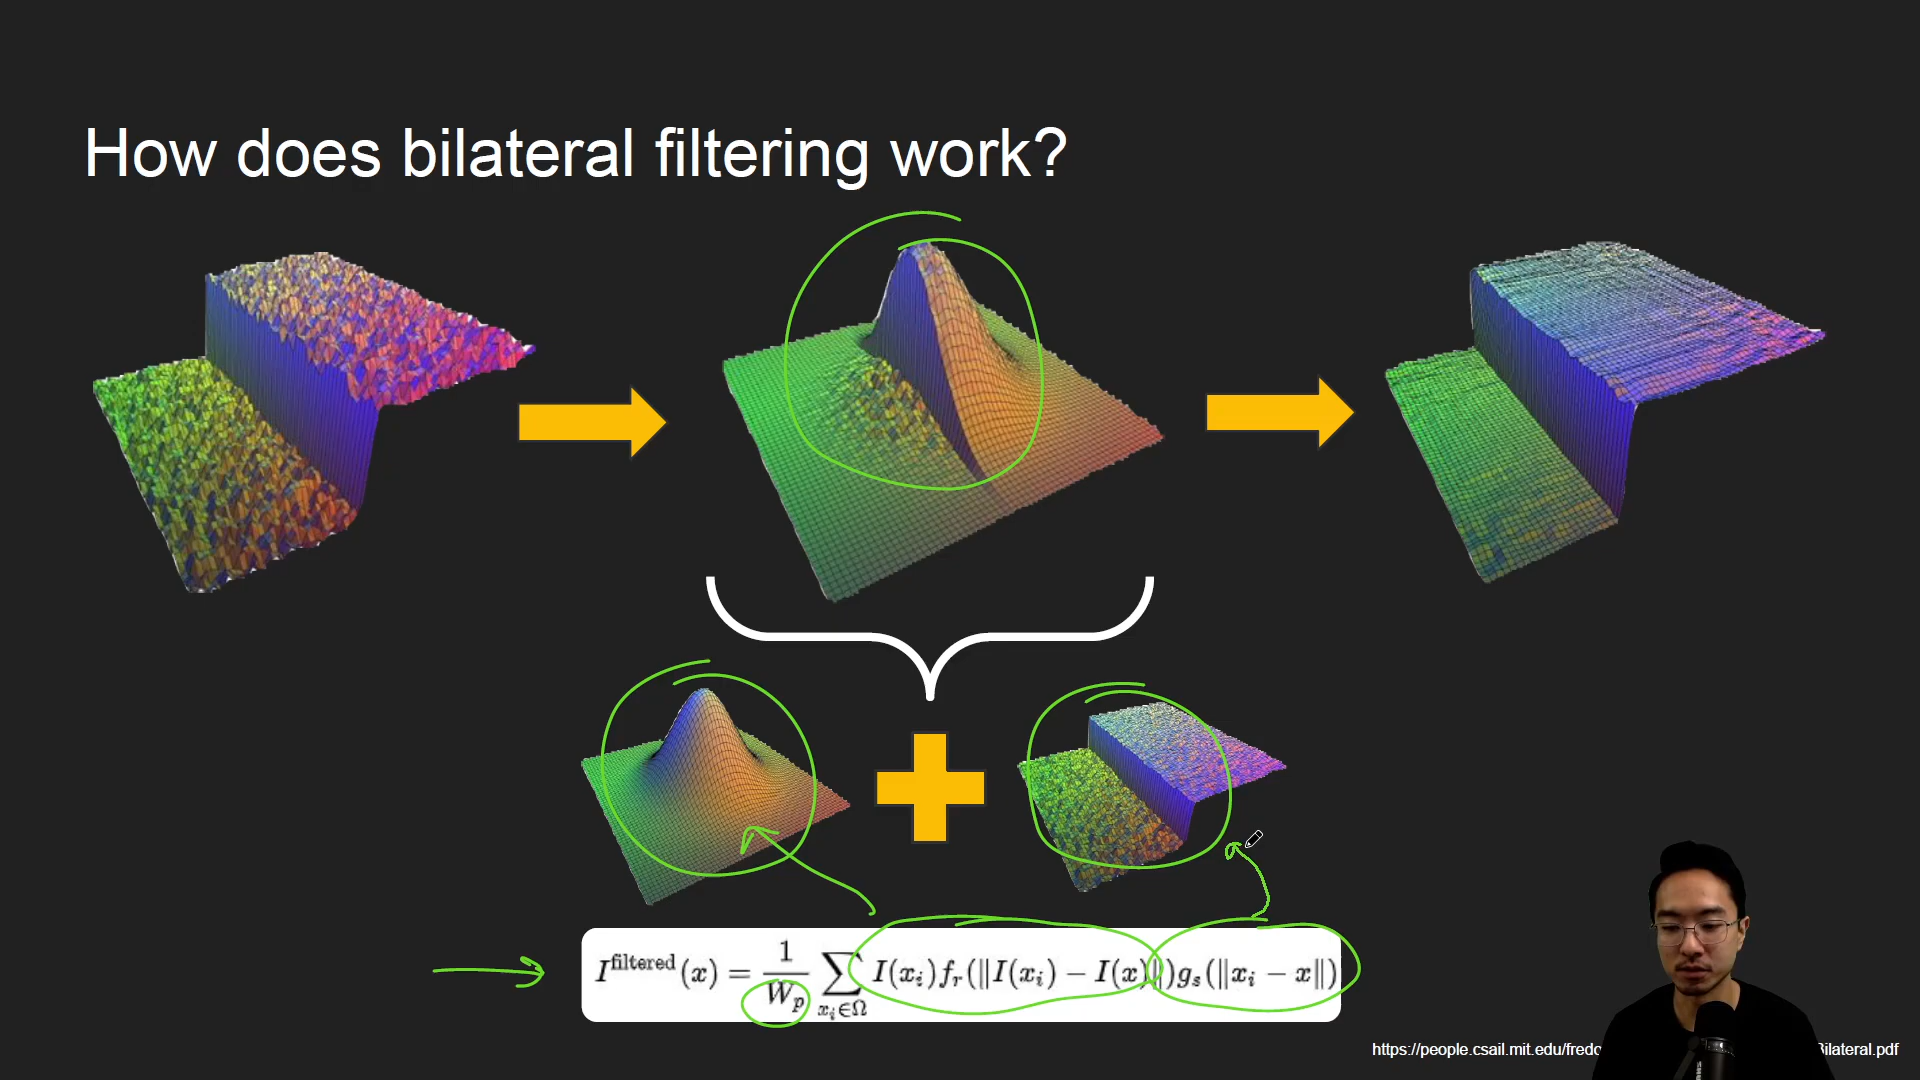 How does bilateral filtering work?
I^filtered(x) = 1/W_p ∑_{x_i∈Ω} I(x_i)f_r(‖I(x_i) − I(x)‖)g_s(‖x_i − x‖)
https://people.csail.mit.edu/fredo ilateral.pdf